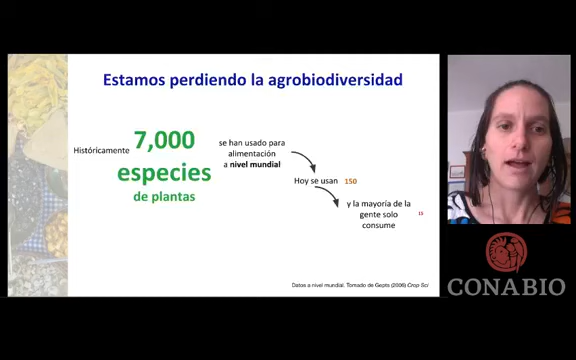 Estamos perdiendo la agrobiodiversidad
Históricamente
7,000
especies
de plantas
se han usado para
alimentación
a nivel mundial
Hoy se usan 150
y la mayoría de la
gente solo
consume
15
Datos a nivel mundial. Tomado de Gepts (2006) Crop Sci
CONABIO